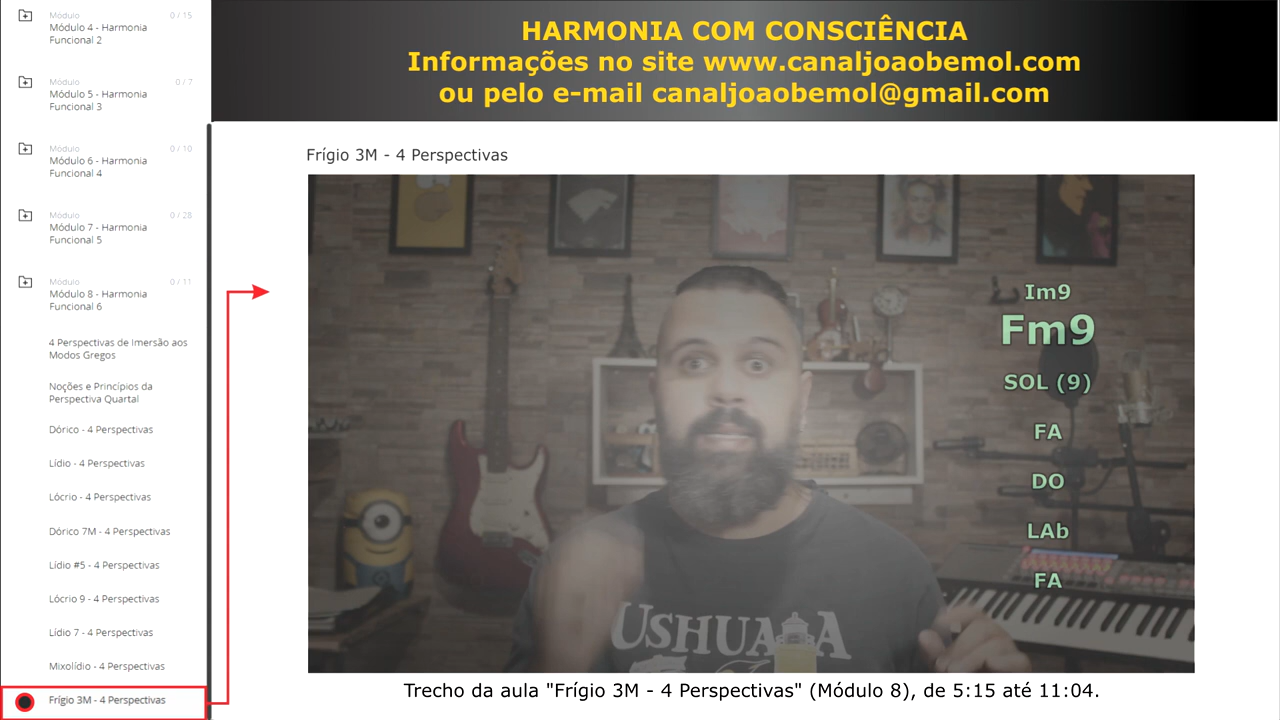 Módulo 0 / 15
Módulo 4 - Harmonia
Funcional 2
Módulo 0 / 7
Módulo 5 - Harmonia
Funcional 3
Módulo 0 / 10
Módulo 6 - Harmonia
Funcional 4
Módulo 0 / 28
Módulo 7 - Harmonia
Funcional 5
Módulo 0 / 11
Módulo 8 - Harmonia
Funcional 6
4 Perspectivas de Imersão aos
Modos Gregos
Noções e Princípios da
Perspectiva Quartal
Dórico - 4 Perspectivas
Lídio - 4 Perspectivas
Lócrio - 4 Perspectivas
Dórico 7M - 4 Perspectivas
Lídio #5 - 4 Perspectivas
Lócrio 9 - 4 Perspectivas
Lídio 7 - 4 Perspectivas
Mixolídio - 4 Perspectivas
Frígio 3M - 4 Perspectivas
HARMONIA COM CONSCIÊNCIA
Informações no site www.canaljoaobemol.com
ou pelo e-mail canaljoaobemol@gmail.com
Frígio 3M - 4 Perspectivas
Im9
Fm9
SOL (9)
FA
DO
LAb
FA
USHUAIA
Trecho da aula "Frígio 3M - 4 Perspectivas" (Módulo 8), de 5:15 até 11:04.